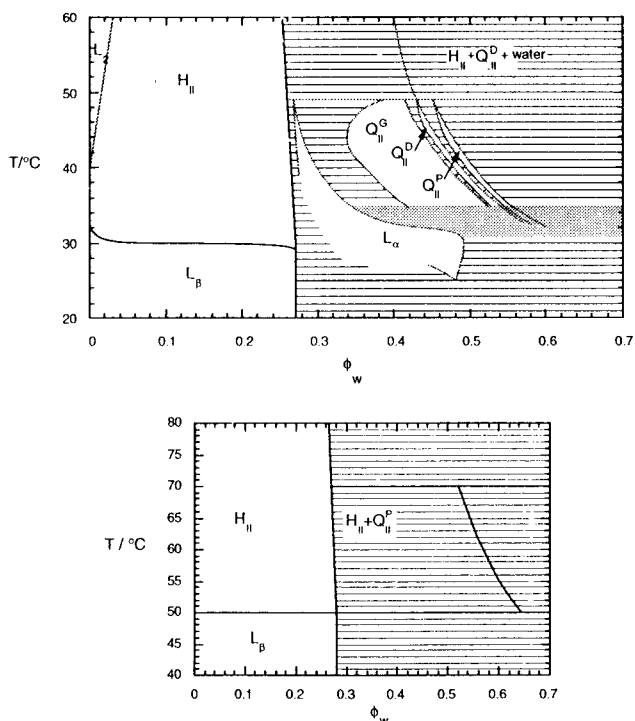 60
50
40
30
20
T/°C
L₂
H_II
H_II + Q_II^D + water
Q_II^G
Q_II^D
Q_II^P
L_α
L_β
0 0.1 0.2 0.3 0.4 0.5 0.6 0.7
ϕ_w
80
75
70
65
60
55
50
45
40
T / °C
H_II
H_II + Q_II^P
L_β
0 0.1 0.2 0.3 0.4 0.5 0.6 0.7
ϕ_w